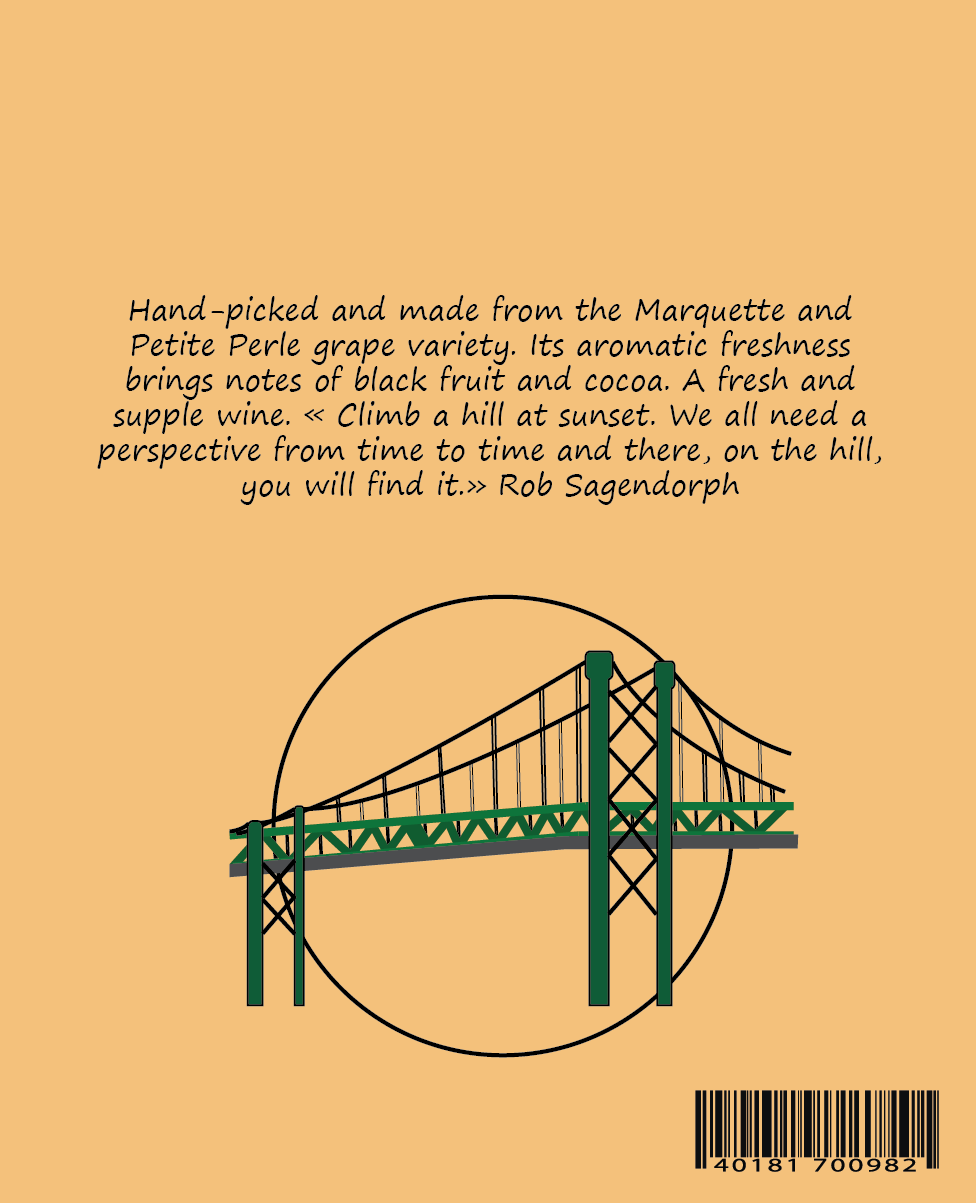 Hand-picked and made from the Marquette and
Petite Perle grape variety. Its aromatic freshness
brings notes of black fruit and cocoa. A fresh and
supple wine. « Climb a hill at sunset. We all need a
perspective from time to time and there, on the hill,
you will find it.» Rob Sagendorph
40181 700982